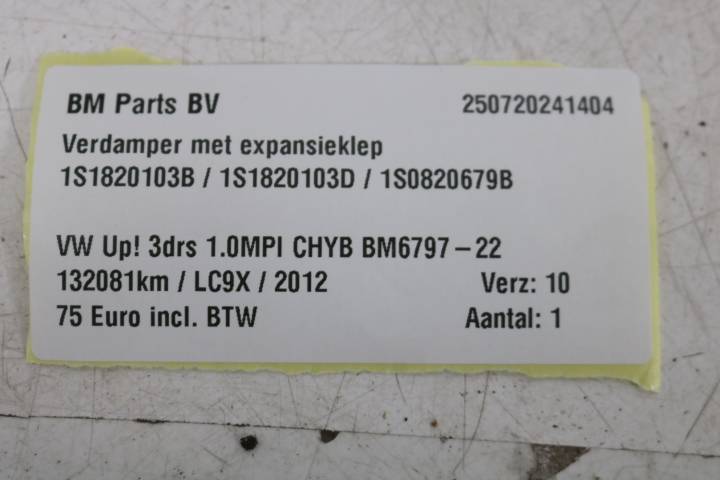 BM Parts BV 250720241404
Verdamper met expansieklep
1S1820103B / 1S1820103D / 1S0820679B
VW Up! 3drs 1.0MPI CHYB BM6797-22
132081km / LC9X / 2012 Verz: 10
75 Euro incl. BTW Aantal: 1